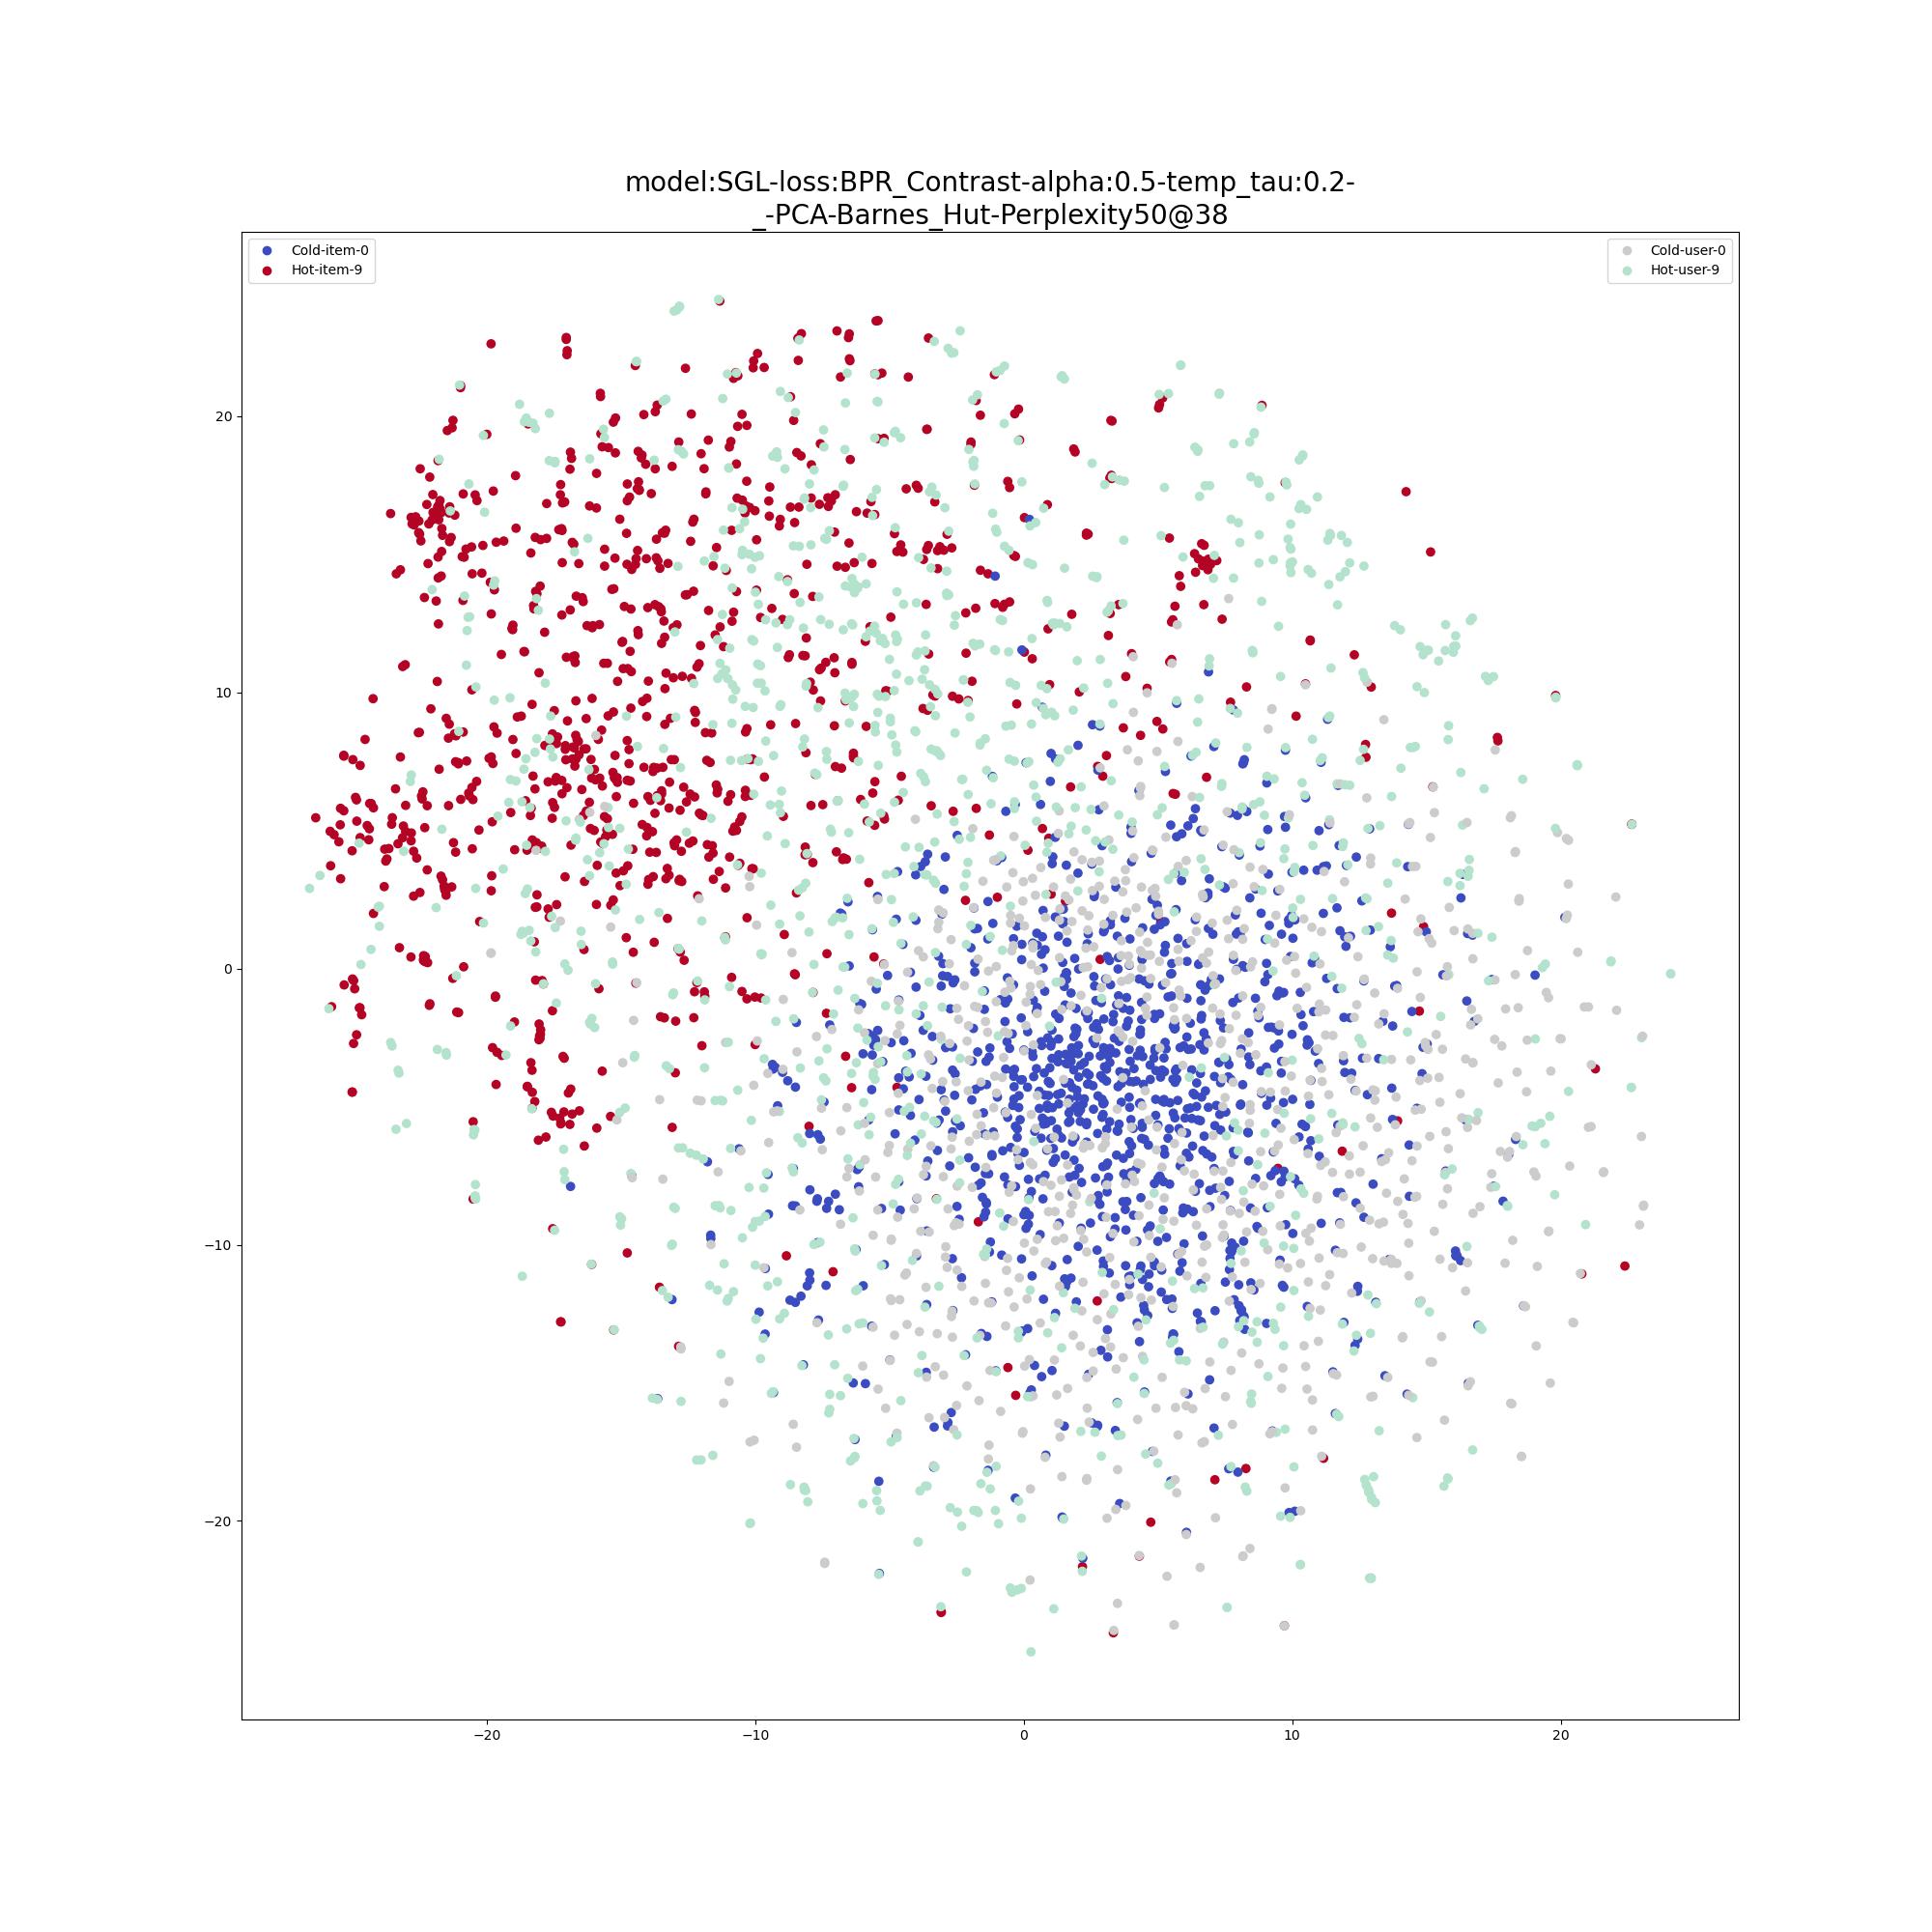 model:SGL-loss:BPR_Contrast-alpha:0.5-temp_tau:0.2-
_-PCA-Barnes_Hut-Perplexity50@38
Cold-item-0
Hot-item-9
Cold-user-0
Hot-user-9
20
10
0
−10
−20
−20
−10
0
10
20